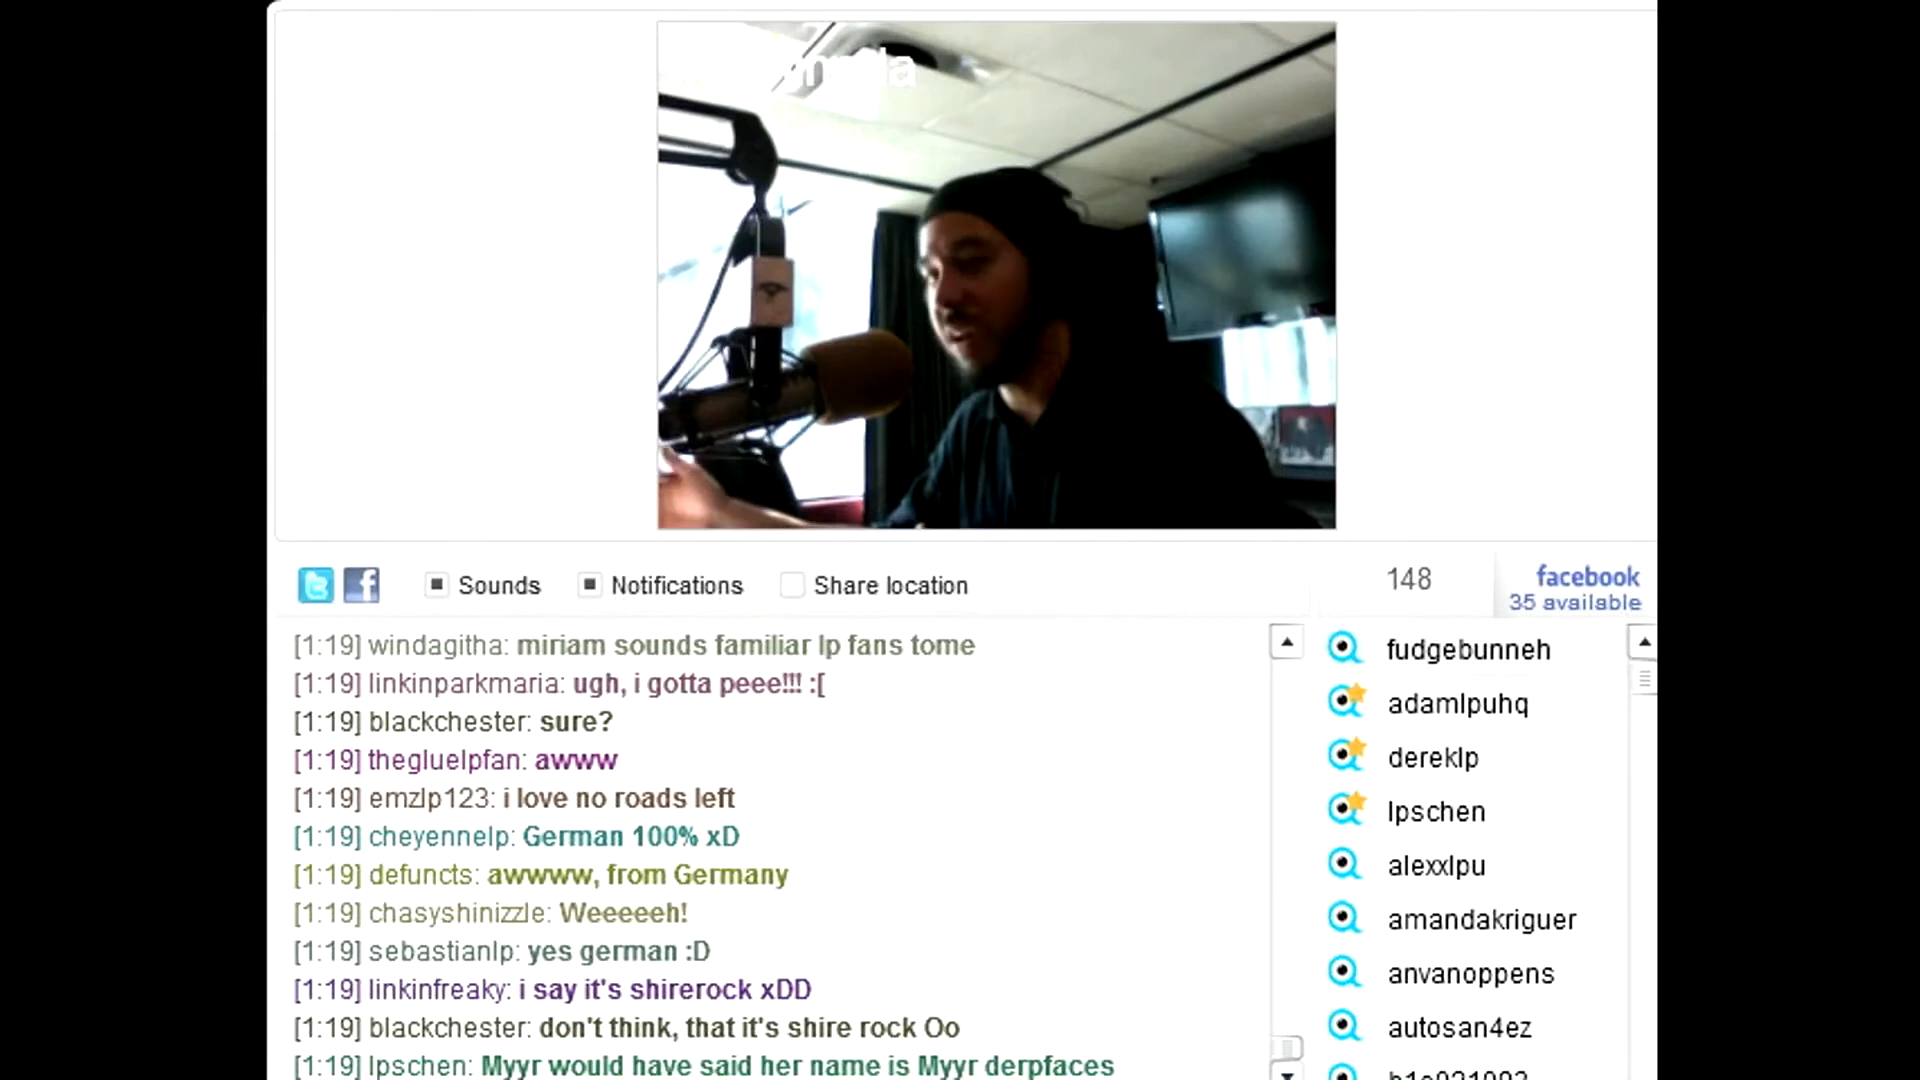 Sounds Notifications Share location 148 facebook
35 available
[1:19] windagitha: miriam sounds familiar lp fans tome
[1:19] linkinparkmaria: ugh, i gotta peee!!! :[
[1:19] blackchester: sure?
[1:19] thegluelpfan: awww
[1:19] emzlp123: i love no roads left
[1:19] cheyennelp: German 100% xD
[1:19] defuncts: awwww, from Germany
[1:19] chasyshinizzle: Weeeeeh!
[1:19] sebastianlp: yes german :D
[1:19] linkinfreaky: i say it's shirerock xDD
[1:19] blackchester: don't think, that it's shire rock Oo
[1:19] lpschen: Myyr would have said her name is Myyr derpfaces
fudgebunneh
adamlpuhq
dereklp
lpschen
alexxlpu
amandakriguer
anvanoppens
autosan4ez